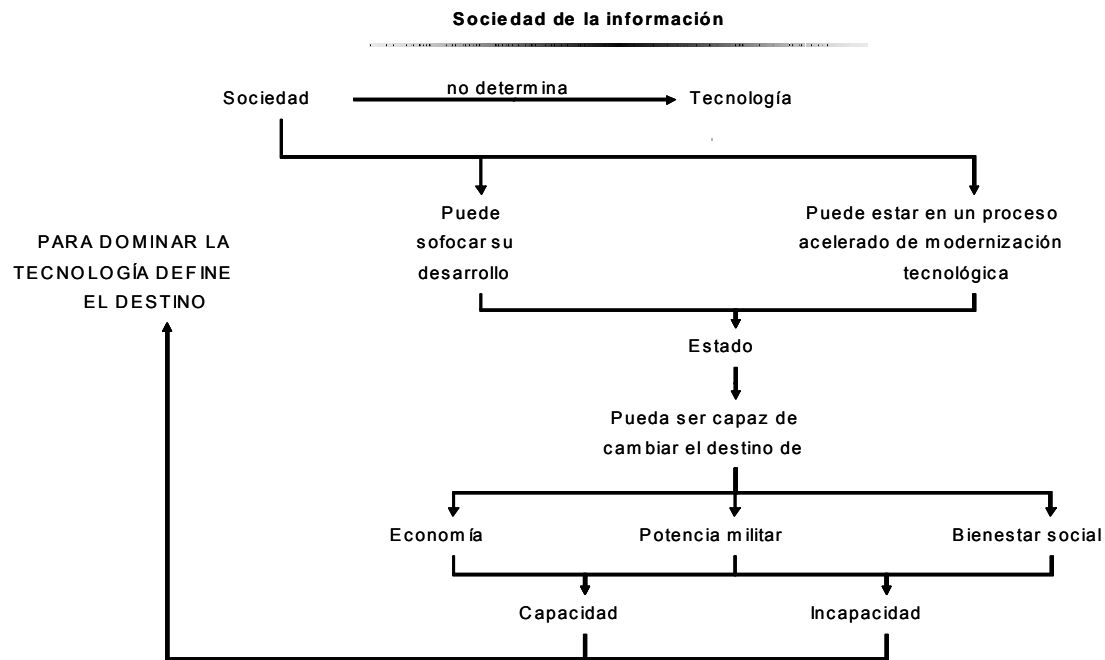 Sociedad de la información
no determina
Sociedad
Tecnología
Puede
sofocar su
desarrollo
Puede estar en un proceso
acelerado de modernización
tecnológica
PARA DOMINAR LA
TECNOLOGÍA DEFINE
EL DESTINO
Estado
Pueda ser capaz de
cambiar el destino de
Economía
Potencia militar
Bienestar social
Capacidad
Incapacidad